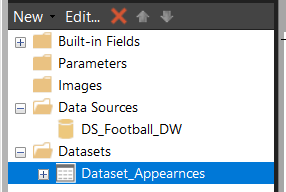 New Edit...
Built-in Fields
Parameters
Images
Data Sources
DS_Football_DW
Datasets
Dataset_Appearnces